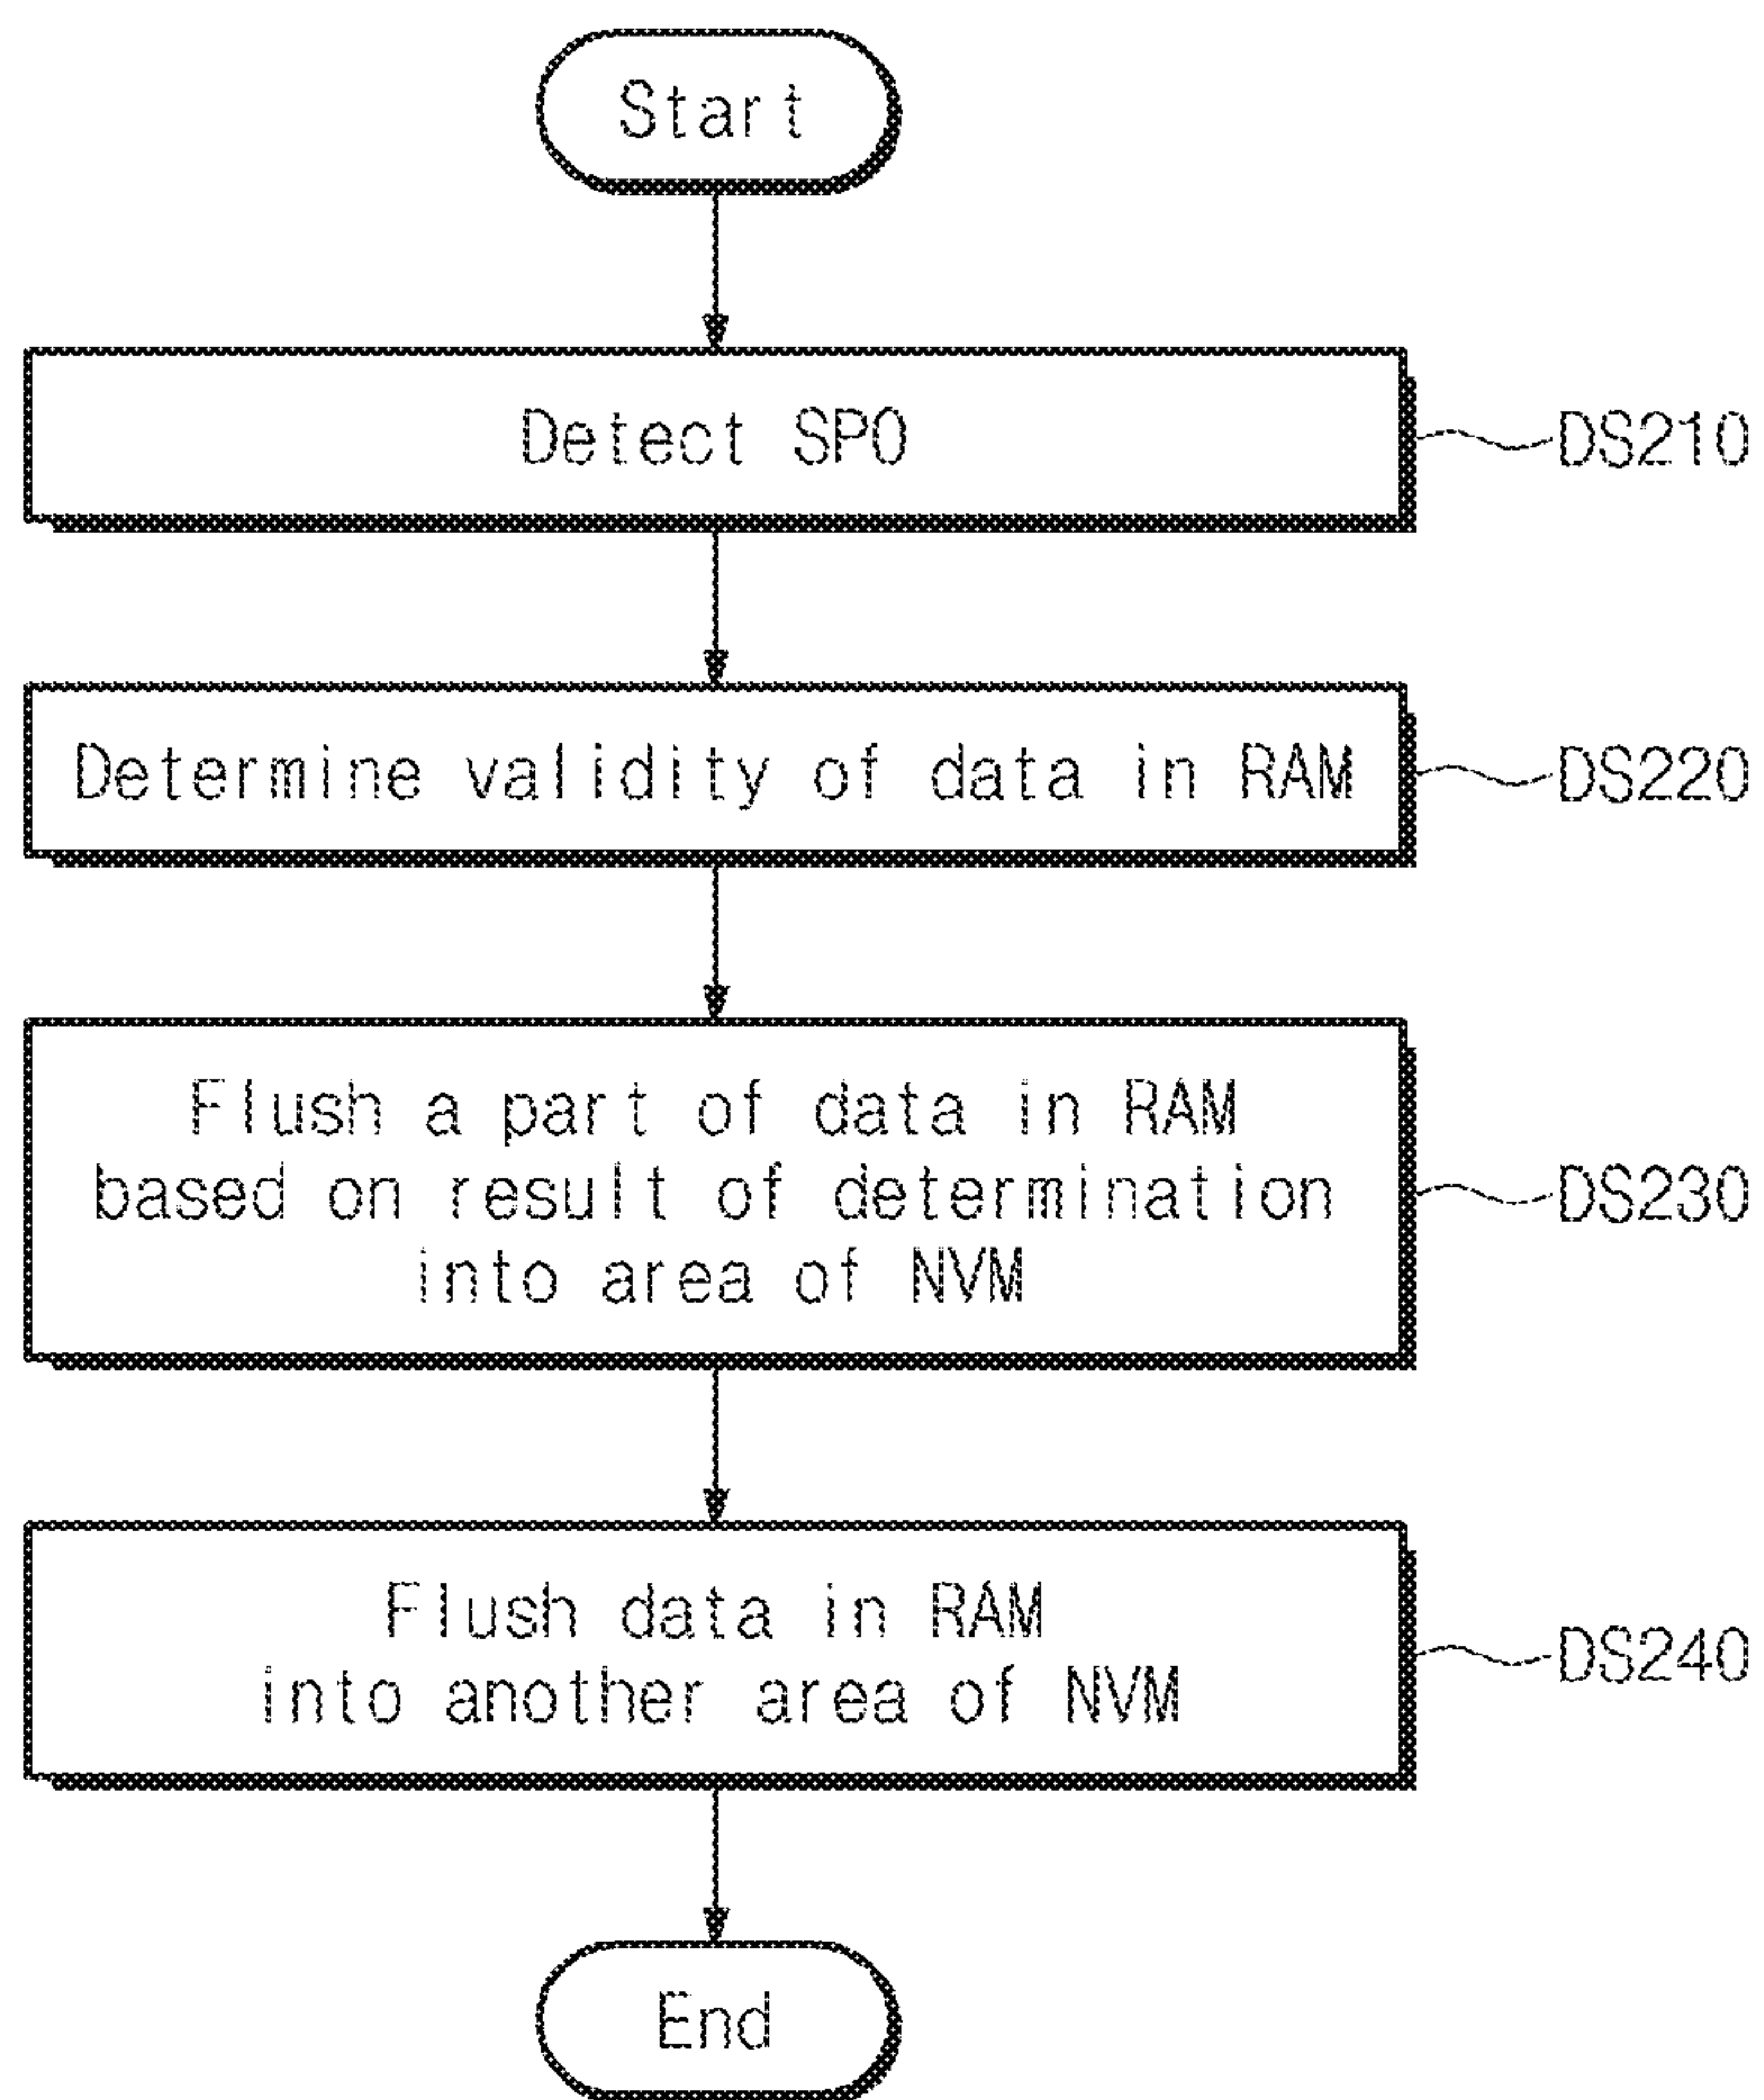 Start
Detect SPO
DS210
Determine validity of data in RAM
DS220
Flush a part of data in RAM
based on result of determination
into area of NVM
DS230
Flush data in RAM
into another area of NVM
DS240
End